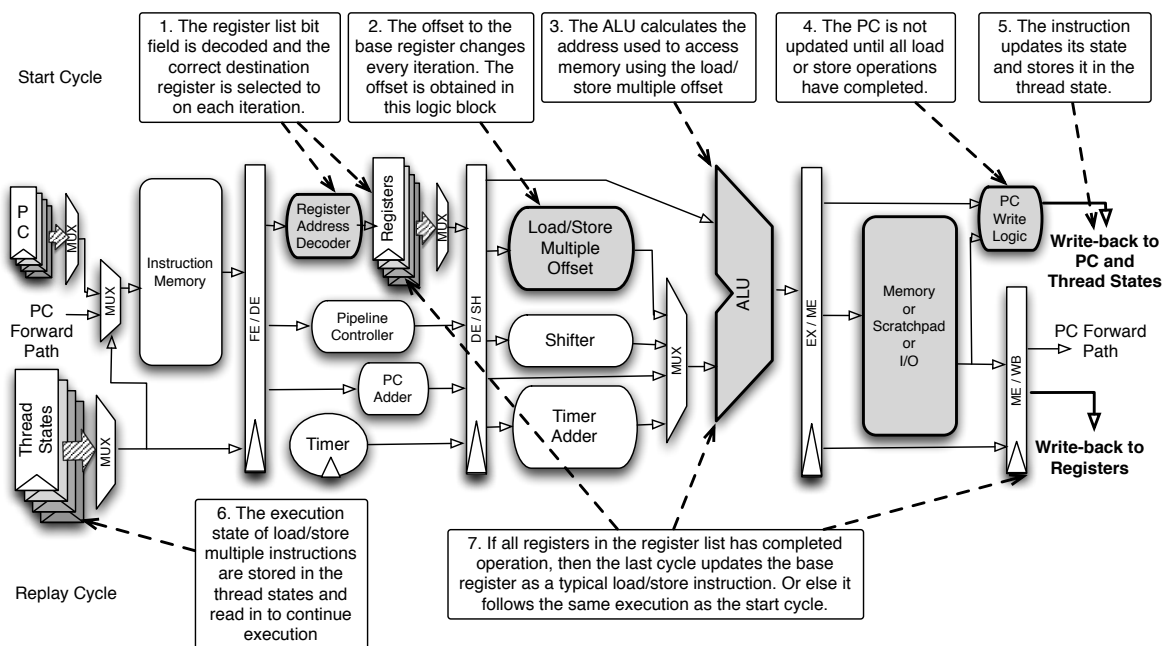 1. The register list bit
field is decoded and the
correct destination
register is selected to
on each iteration.
2. The offset to the
base register changes
every iteration. The
offset is obtained in
this logic block
3. The ALU calculates the
address used to access
memory using the load/
store multiple offset
4. The PC is not
updated until all load
or store operations
have completed.
5. The instruction
updates its state
and stores it in the
thread state.
Start Cycle
PC
MUX
MUX
PC
Forward
Path
Instruction
Memory
FE / DE
Register
Address
Decoder
Registers
MUX
Pipeline
Controller
PC
Adder
Timer
DE / SH
Load/Store
Multiple
Offset
Shifter
Timer
Adder
MUX
ALU
EX / ME
Memory
or
Scratchpad
or
I/O
PC
Write
Logic
Write-back to
PC and
Thread States
ME / WB
PC Forward
Path
Write-back to
Registers
Thread
States
MUX
6. The execution
state of load/store
multiple instructions
are stored in the
thread states and
read in to continue
execution
7. If all registers in the register list has completed
operation, then the last cycle updates the base
register as a typical load/store instruction. Or else it
follows the same execution as the start cycle.
Replay Cycle